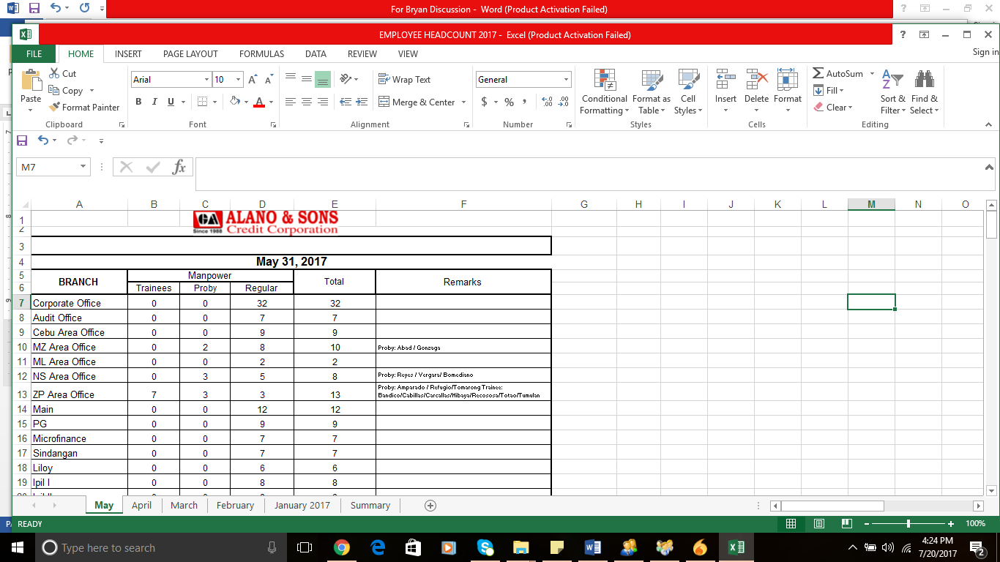 For Bryan Discussion - Word (Product Activation Failed)
EMPLOYEE HEADCOUNT 2017 - Excel (Product Activation Failed)
FILE HOME INSERT PAGE LAYOUT FORMULAS DATA REVIEW VIEW Sign in
Paste Cut Copy Format Painter
Clipboard
Arial 10
B I U A
Font
Wrap Text
Merge & Center
Alignment
General
$ % ,
Number
Conditional Formatting Format as Table Cell Styles
Styles
Insert Delete Format
Cells
AutoSum Fill Clear Sort & Filter Find & Select
Editing
M7 fx
A B C D E F G H I J K L M N O
1 GA ALANO & SONS
2 Since 1988 Credit Corporation
3
4 May 31, 2017
5 BRANCH Manpower Total Remarks
6 Trainees Proby Regular
7 Corporate Office 0 0 32 32
8 Audit Office 0 0 7 7
9 Cebu Area Office 0 0 9 9
10 MZ Area Office 0 2 8 10 Proby: Abad / Gonzaga
11 ML Area Office 0 0 2 2
12 NS Area Office 0 3 5 8 Proby: Reyes / Vergara/ Bomediano
13 ZP Area Office 7 3 3 13 Proby: Amparado / Refugio/Tomarong Trainee:
Bandico/Cabillas/Carcallas/Hibaya/Recososa/Totao/Tumulan
14 Main 0 0 12 12
15 PG 0 0 9 9
16 Microfinance 0 0 7 7
17 Sindangan 0 0 7 7
18 Liloy 0 0 6 6
19 Ipil I 0 0 8 8
May April March February January 2017 Summary
READY 100%
Type here to search
4:24 PM
7/20/2017
2